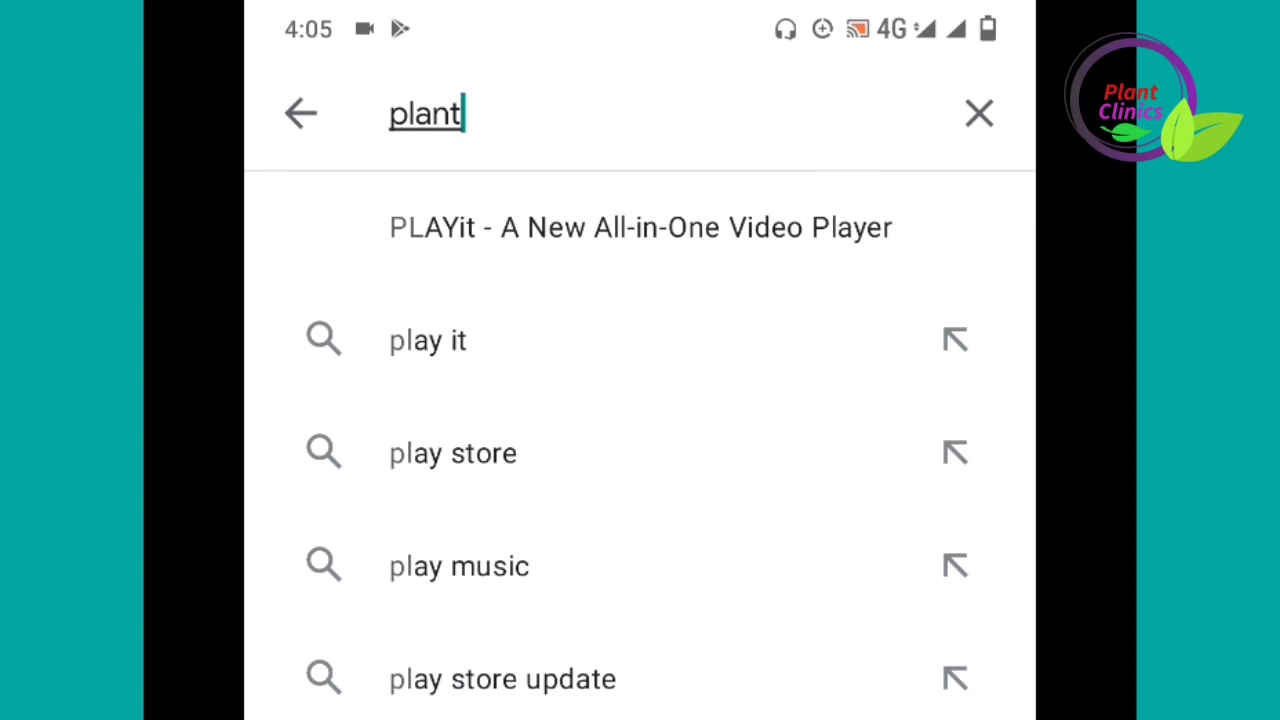 4:05
4G
plant
Plant
Clinics
PLAYit - A New All-in-One Video Player
play it
play store
play music
play store update